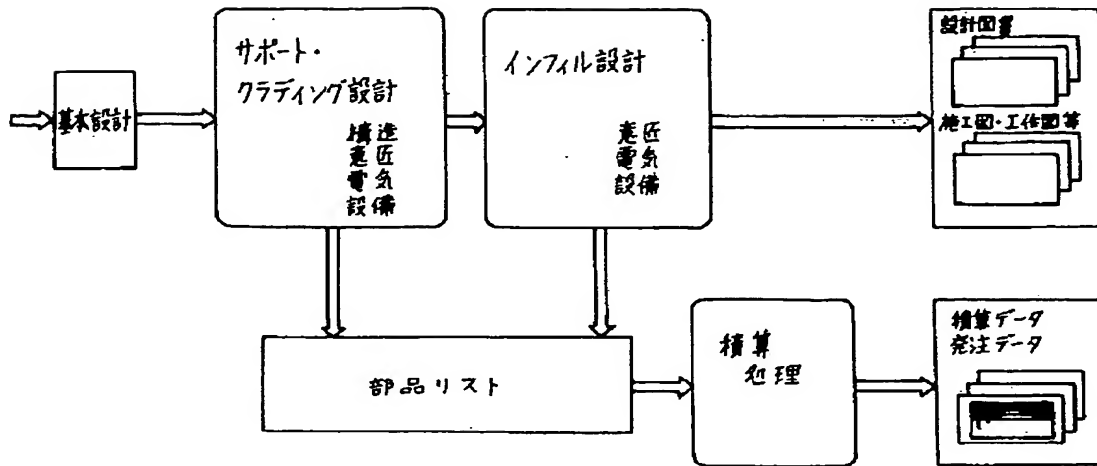 基本設計
サポート・
クラディング設計
構造
意匠
電気
設備
インフィル設計
意匠
電気
設備
設計図書
施工図・工作図等
部品リスト
積算
処理
積算データ
発注データ